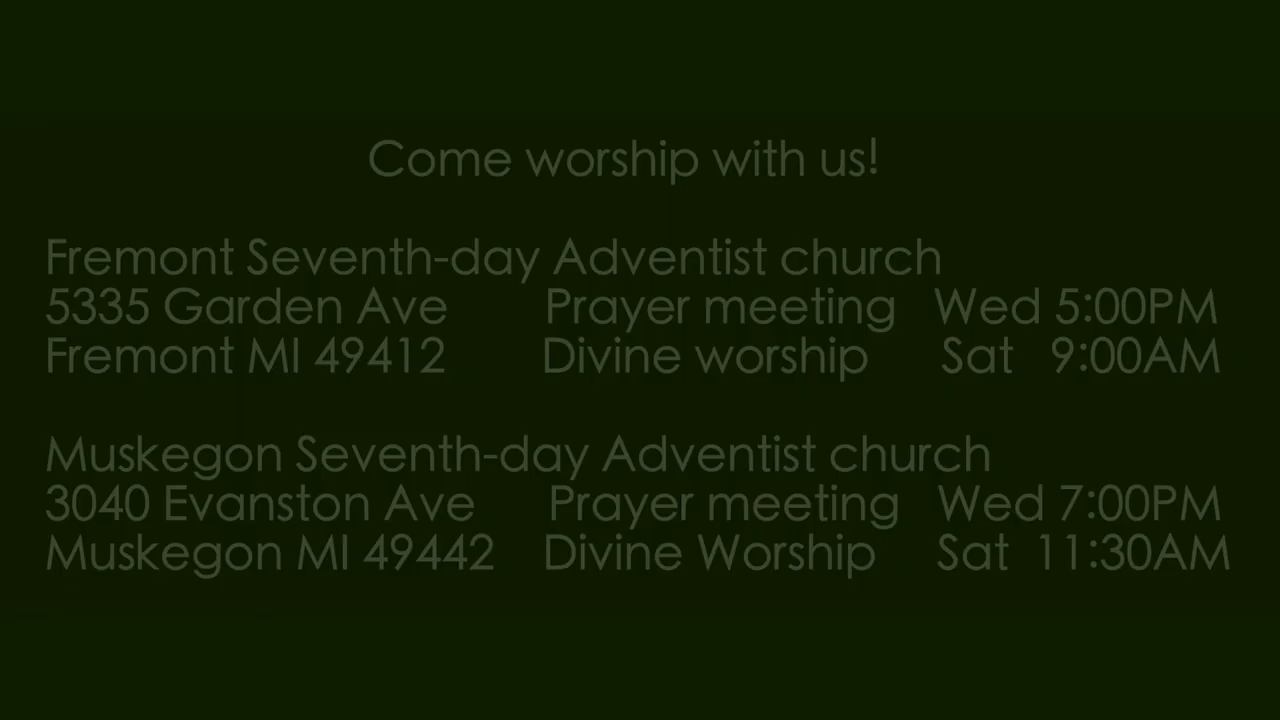 Come worship with us!
Fremont Seventh-day Adventist church
5335 Garden Ave Prayer meeting Wed 5:00PM
Fremont MI 49412 Divine worship Sat 9:00AM
Muskegon Seventh-day Adventist church
3040 Evanston Ave Prayer meeting Wed 7:00PM
Muskegon MI 49442 Divine Worship Sat 11:30AM